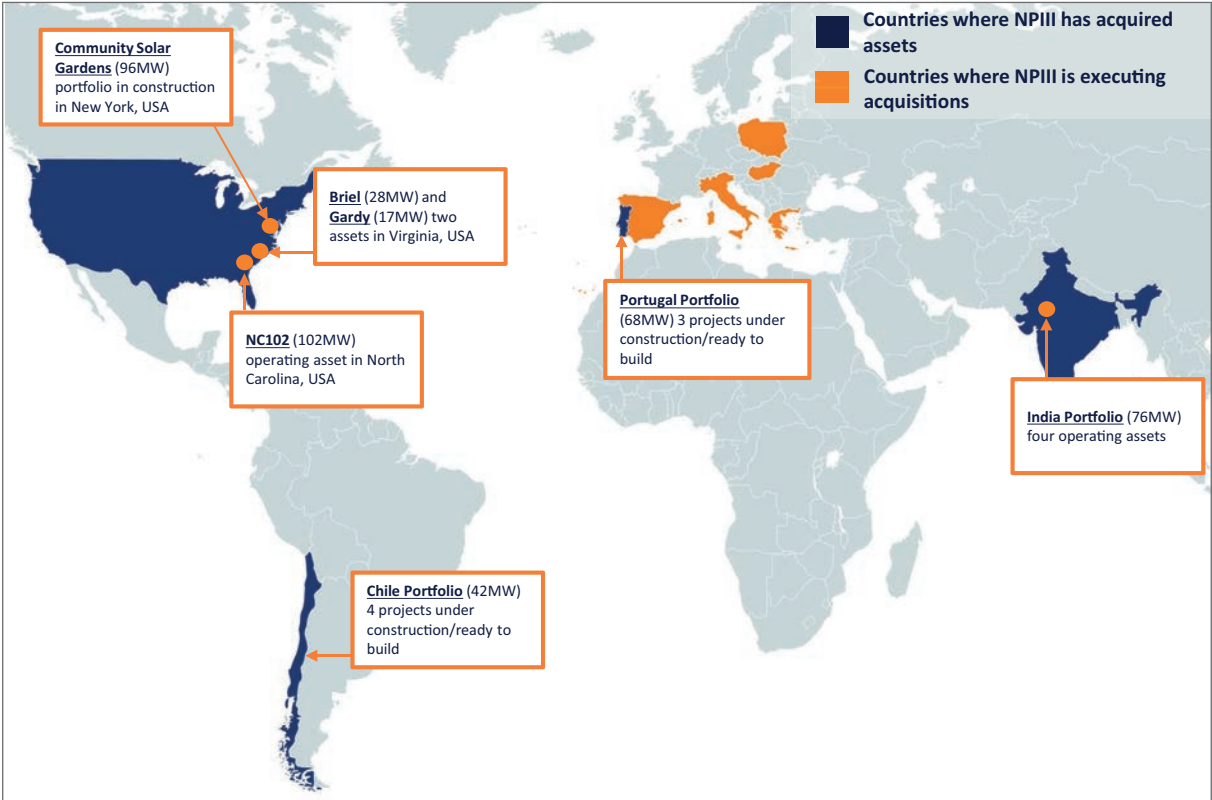 Countries where NPIII has acquired
assets
Countries where NPIII is executing
acquisitions
Community Solar
Gardens (96MW)
portfolio in construction
in New York, USA
Briel (28MW) and
Gardy (17MW) two
assets in Virginia, USA
NC102 (102MW)
operating asset in North
Carolina, USA
Portugal Portfolio
(68MW) 3 projects under
construction/ready to
build
India Portfolio (76MW)
four operating assets
Chile Portfolio (42MW)
4 projects under
construction/ready to
build